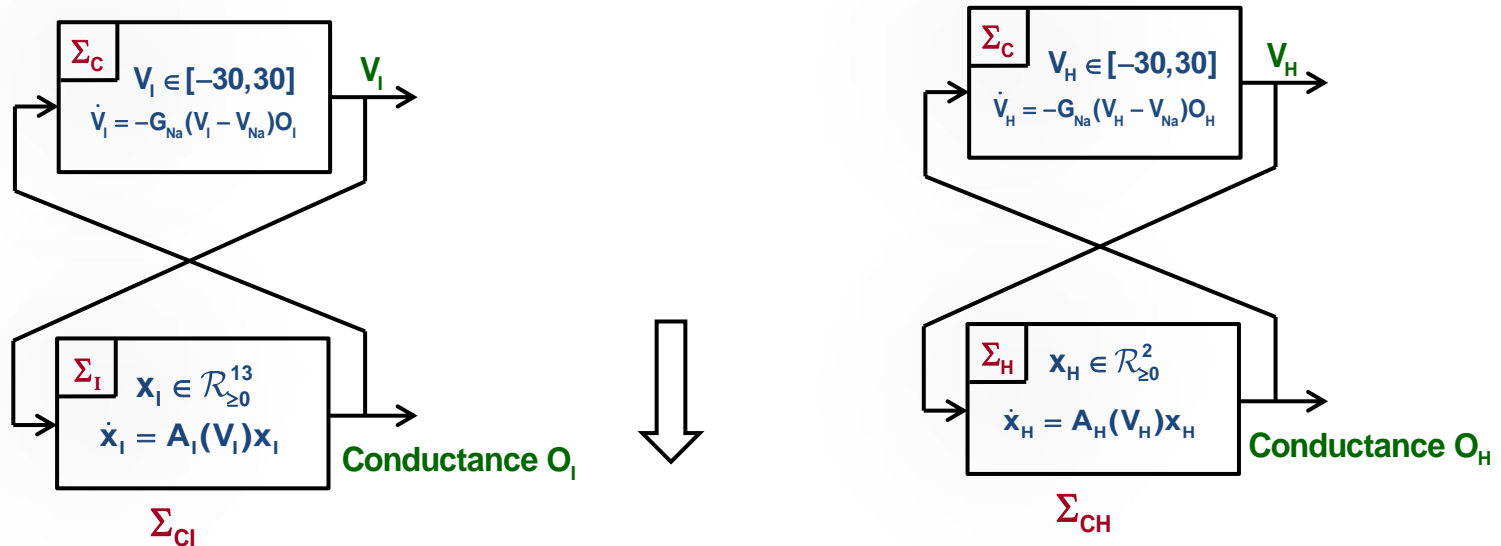 Σ_C
V_I ∈ [−30,30]
V̇_I = −G_Na(V_I − V_Na)O_I
V_I
Σ_I
x_I ∈ ℛ^13_≥0
ẋ_I = A_I(V_I)x_I
Conductance O_I
Σ_CI
Σ_C
V_H ∈ [−30,30]
V̇_H = −G_Na(V_H − V_Na)O_H
V_H
Σ_H
x_H ∈ ℛ^2_≥0
ẋ_H = A_H(V_H)x_H
Conductance O_H
Σ_CH